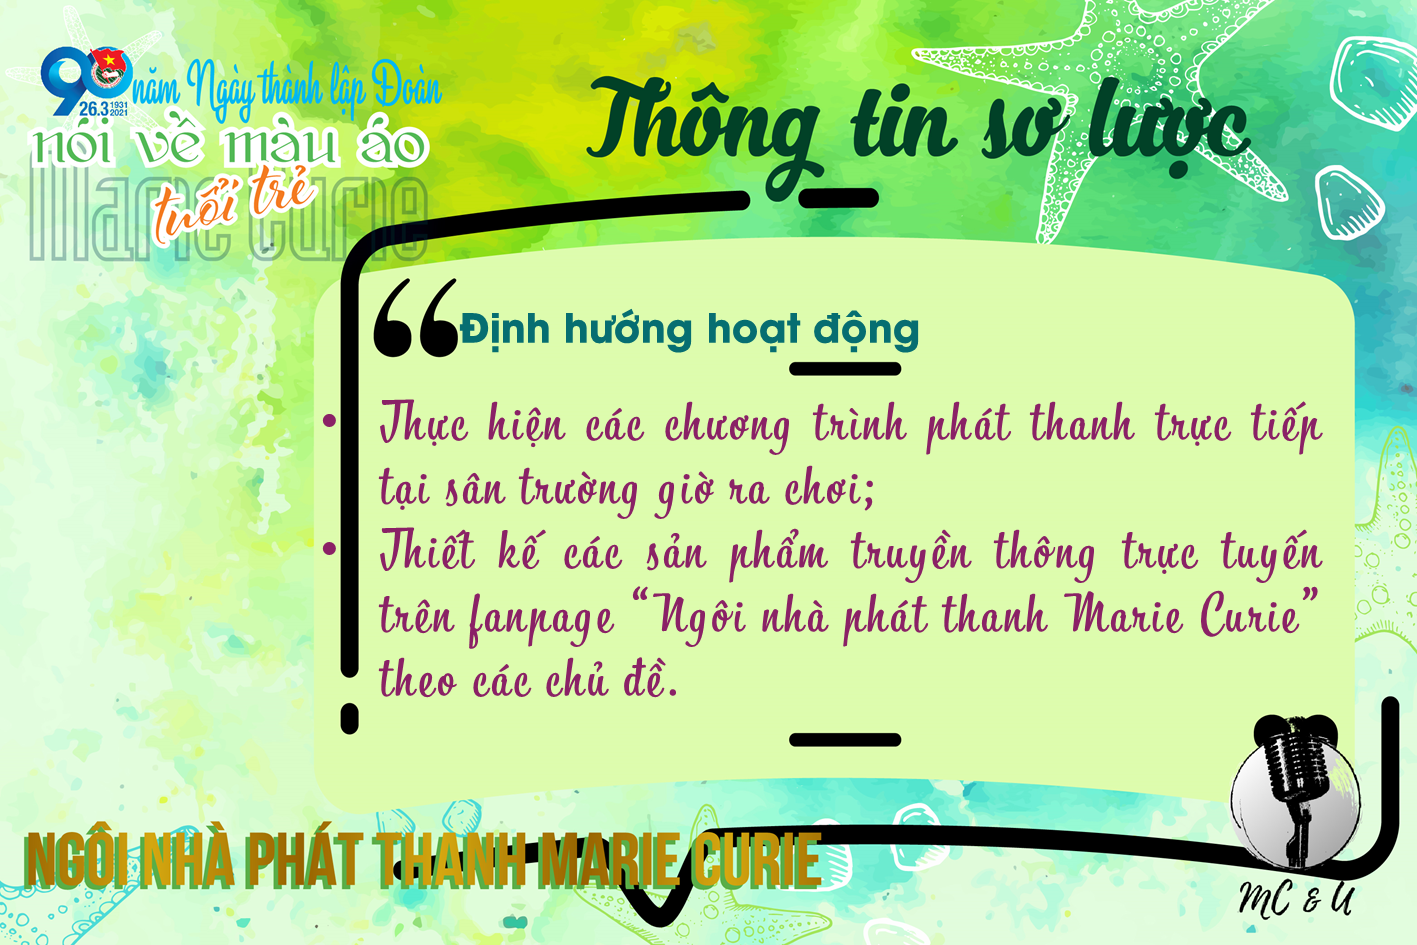 90 năm Ngày thành lập Đoàn
26.3 1931
2021
nói về màu áo
tuổi trẻ
Marie Curie
Thông tin sơ lược
“Định hướng hoạt động
• Thực hiện các chương trình phát thanh trực tiếp
tại sân trường giờ ra chơi;
• Thiết kế các sản phẩm truyền thông trực tuyến
trên fanpage “Ngôi nhà phát thanh Marie Curie”
theo các chủ đề.
NGÔI NHÀ PHÁT THANH MARIE CURIE
MC & U